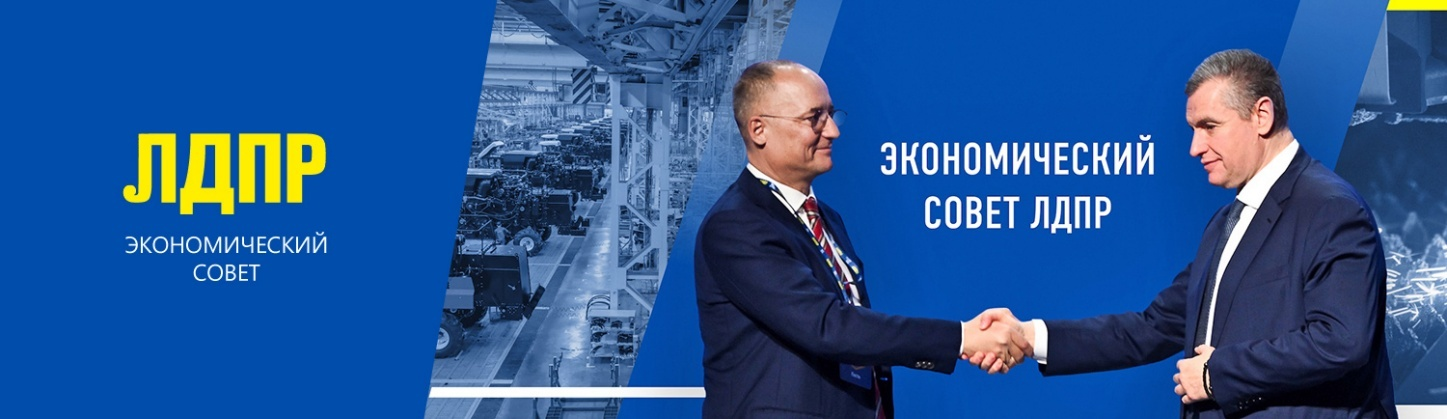 ЛДПР
ЭКОНОМИЧЕСКИЙ
СОВЕТ
ЭКОНОМИЧЕСКИЙ
СОВЕТ ЛДПР